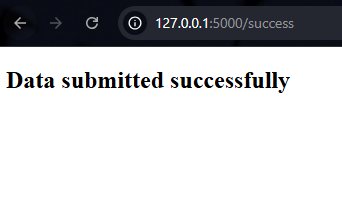 127.0.0.1:5000/success
Data submitted successfully